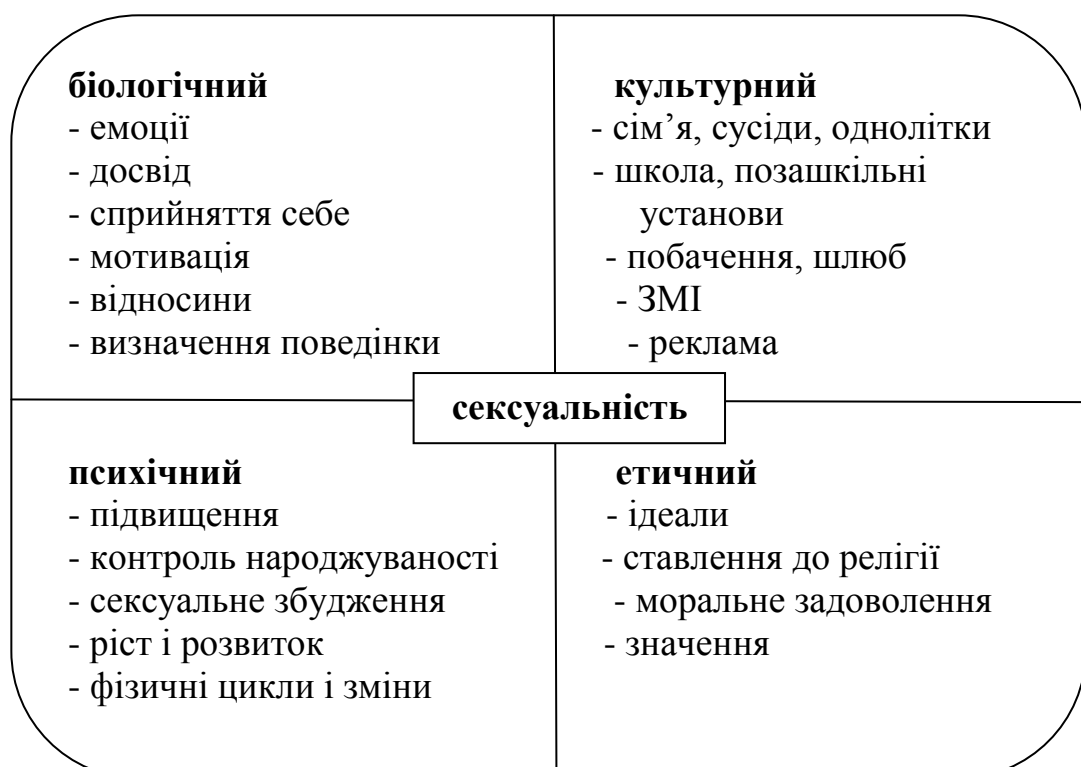 біологічний
- емоції
- досвід
- сприйняття себе
- мотивація
- відносини
- визначення поведінки
культурний
- сім’я, сусіди, однолітки
- школа, позашкільні
установи
- побачення, шлюб
- ЗМІ
- реклама
сексуальність
психічний
- підвищення
- контроль народжуваності
- сексуальне збудження
- ріст і розвиток
- фізичні цикли і зміни
етичний
- ідеали
- ставлення до релігії
- моральне задоволення
- значення